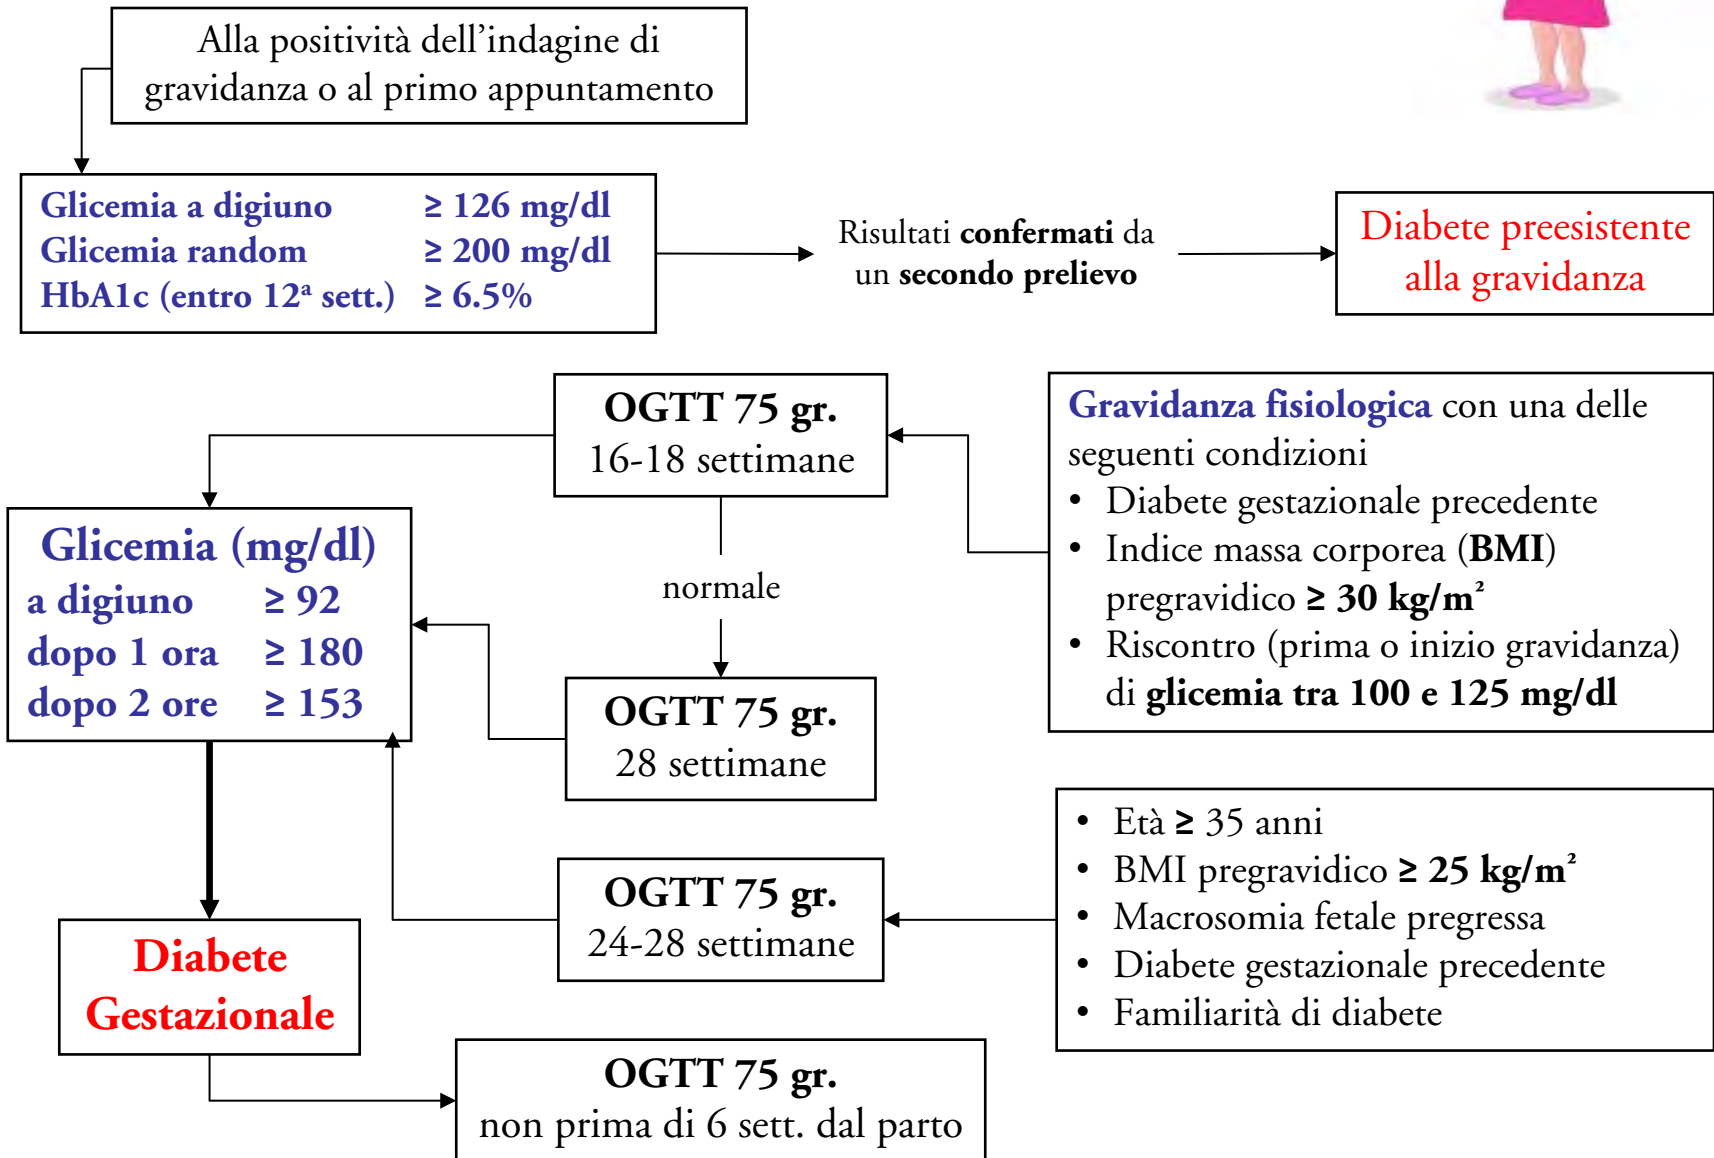 Alla positività dell’indagine di
gravidanza o al primo appuntamento
Glicemia a digiuno ≥ 126 mg/dl
Glicemia random ≥ 200 mg/dl
HbA1c (entro 12ª sett.) ≥ 6.5%
Risultati confermati da
un secondo prelievo
Diabete preesistente
alla gravidanza
OGTT 75 gr.
16-18 settimane
Gravidanza fisiologica con una delle
seguenti condizioni
• Diabete gestazionale precedente
• Indice massa corporea (BMI)
pregravidico ≥ 30 kg/m²
• Riscontro (prima o inizio gravidanza)
di glicemia tra 100 e 125 mg/dl
Glicemia (mg/dl)
a digiuno ≥ 92
dopo 1 ora ≥ 180
dopo 2 ore ≥ 153
normale
OGTT 75 gr.
28 settimane
OGTT 75 gr.
24-28 settimane
• Età ≥ 35 anni
• BMI pregravidico ≥ 25 kg/m²
• Macrosomia fetale pregressa
• Diabete gestazionale precedente
• Familiarità di diabete
Diabete
Gestazionale
OGTT 75 gr.
non prima di 6 sett. dal parto